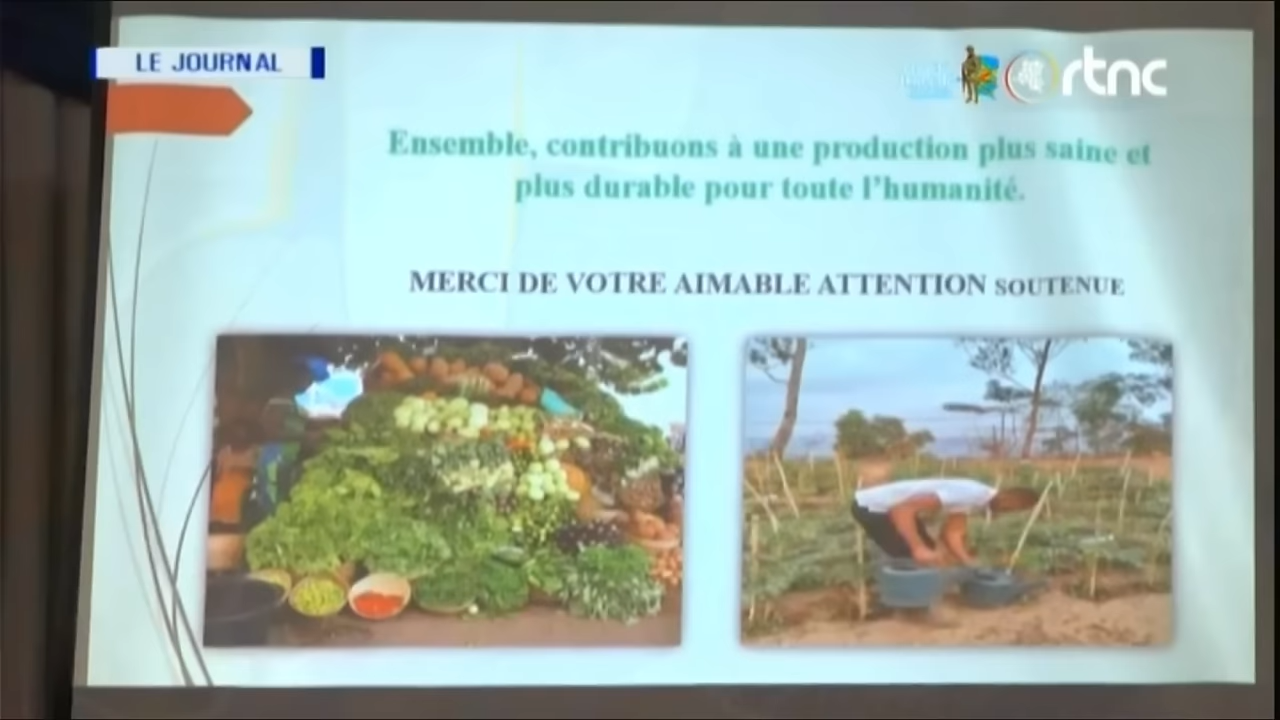 LE JOURNAL
rtnc
Ensemble, contribuons à une production plus saine et
plus durable pour toute l'humanité.
MERCI DE VOTRE AIMABLE ATTENTION SOUTENUE